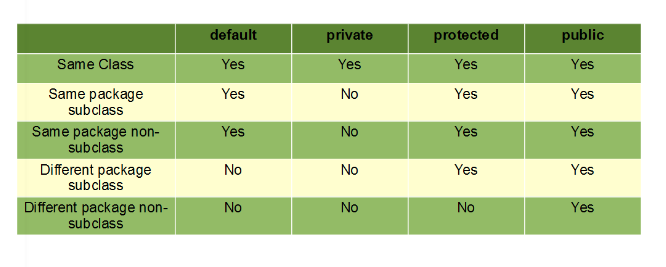 default private protected public
Same Class Yes Yes Yes Yes
Same package
subclass Yes No Yes Yes
Same package non-
subclass Yes No Yes Yes
Different package
subclass No No Yes Yes
Different package non-
subclass No No No Yes